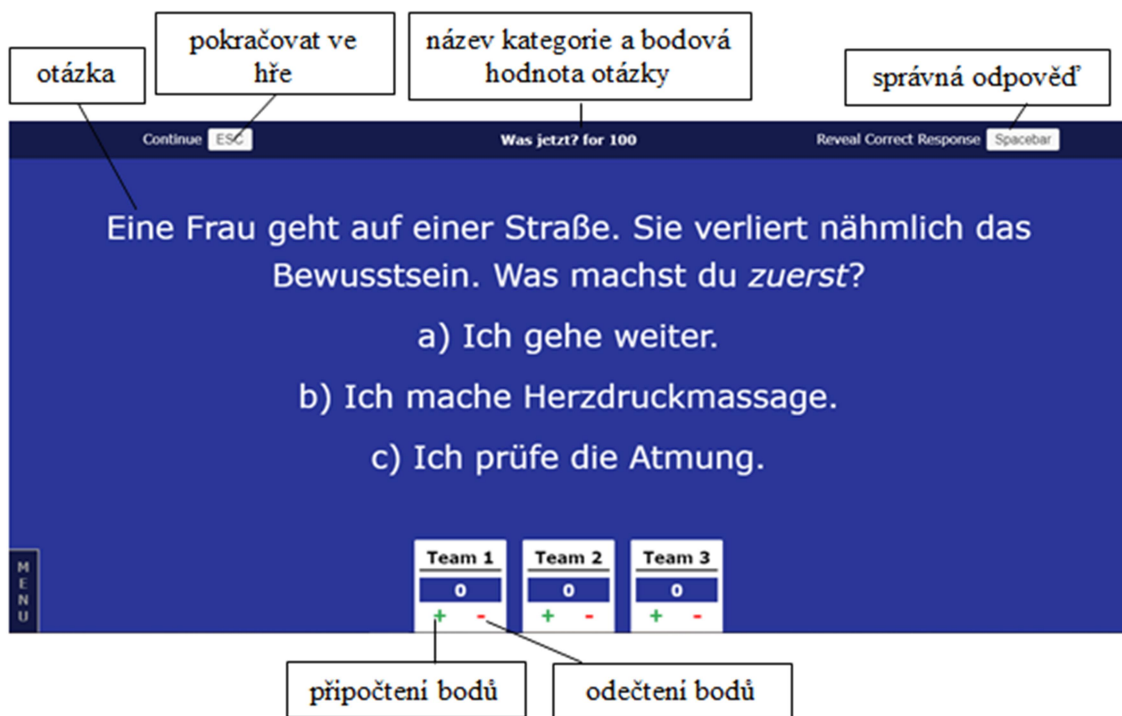 pokračovat ve
hře
název kategorie a bodová
hodnota otázky
otázka
správná odpověď
Continue ESC
Was jetzt? for 100
Reveal Correct Response Spacebar
Eine Frau geht auf einer Straße. Sie verliert nähmlich das
Bewusstsein. Was machst du zuerst?
a) Ich gehe weiter.
b) Ich mache Herzdruckmassage.
c) Ich prüfe die Atmung.
MENU
Team 1 Team 2 Team 3
0 0 0
+ - + - + -
připočtení bodů
odečtení bodů